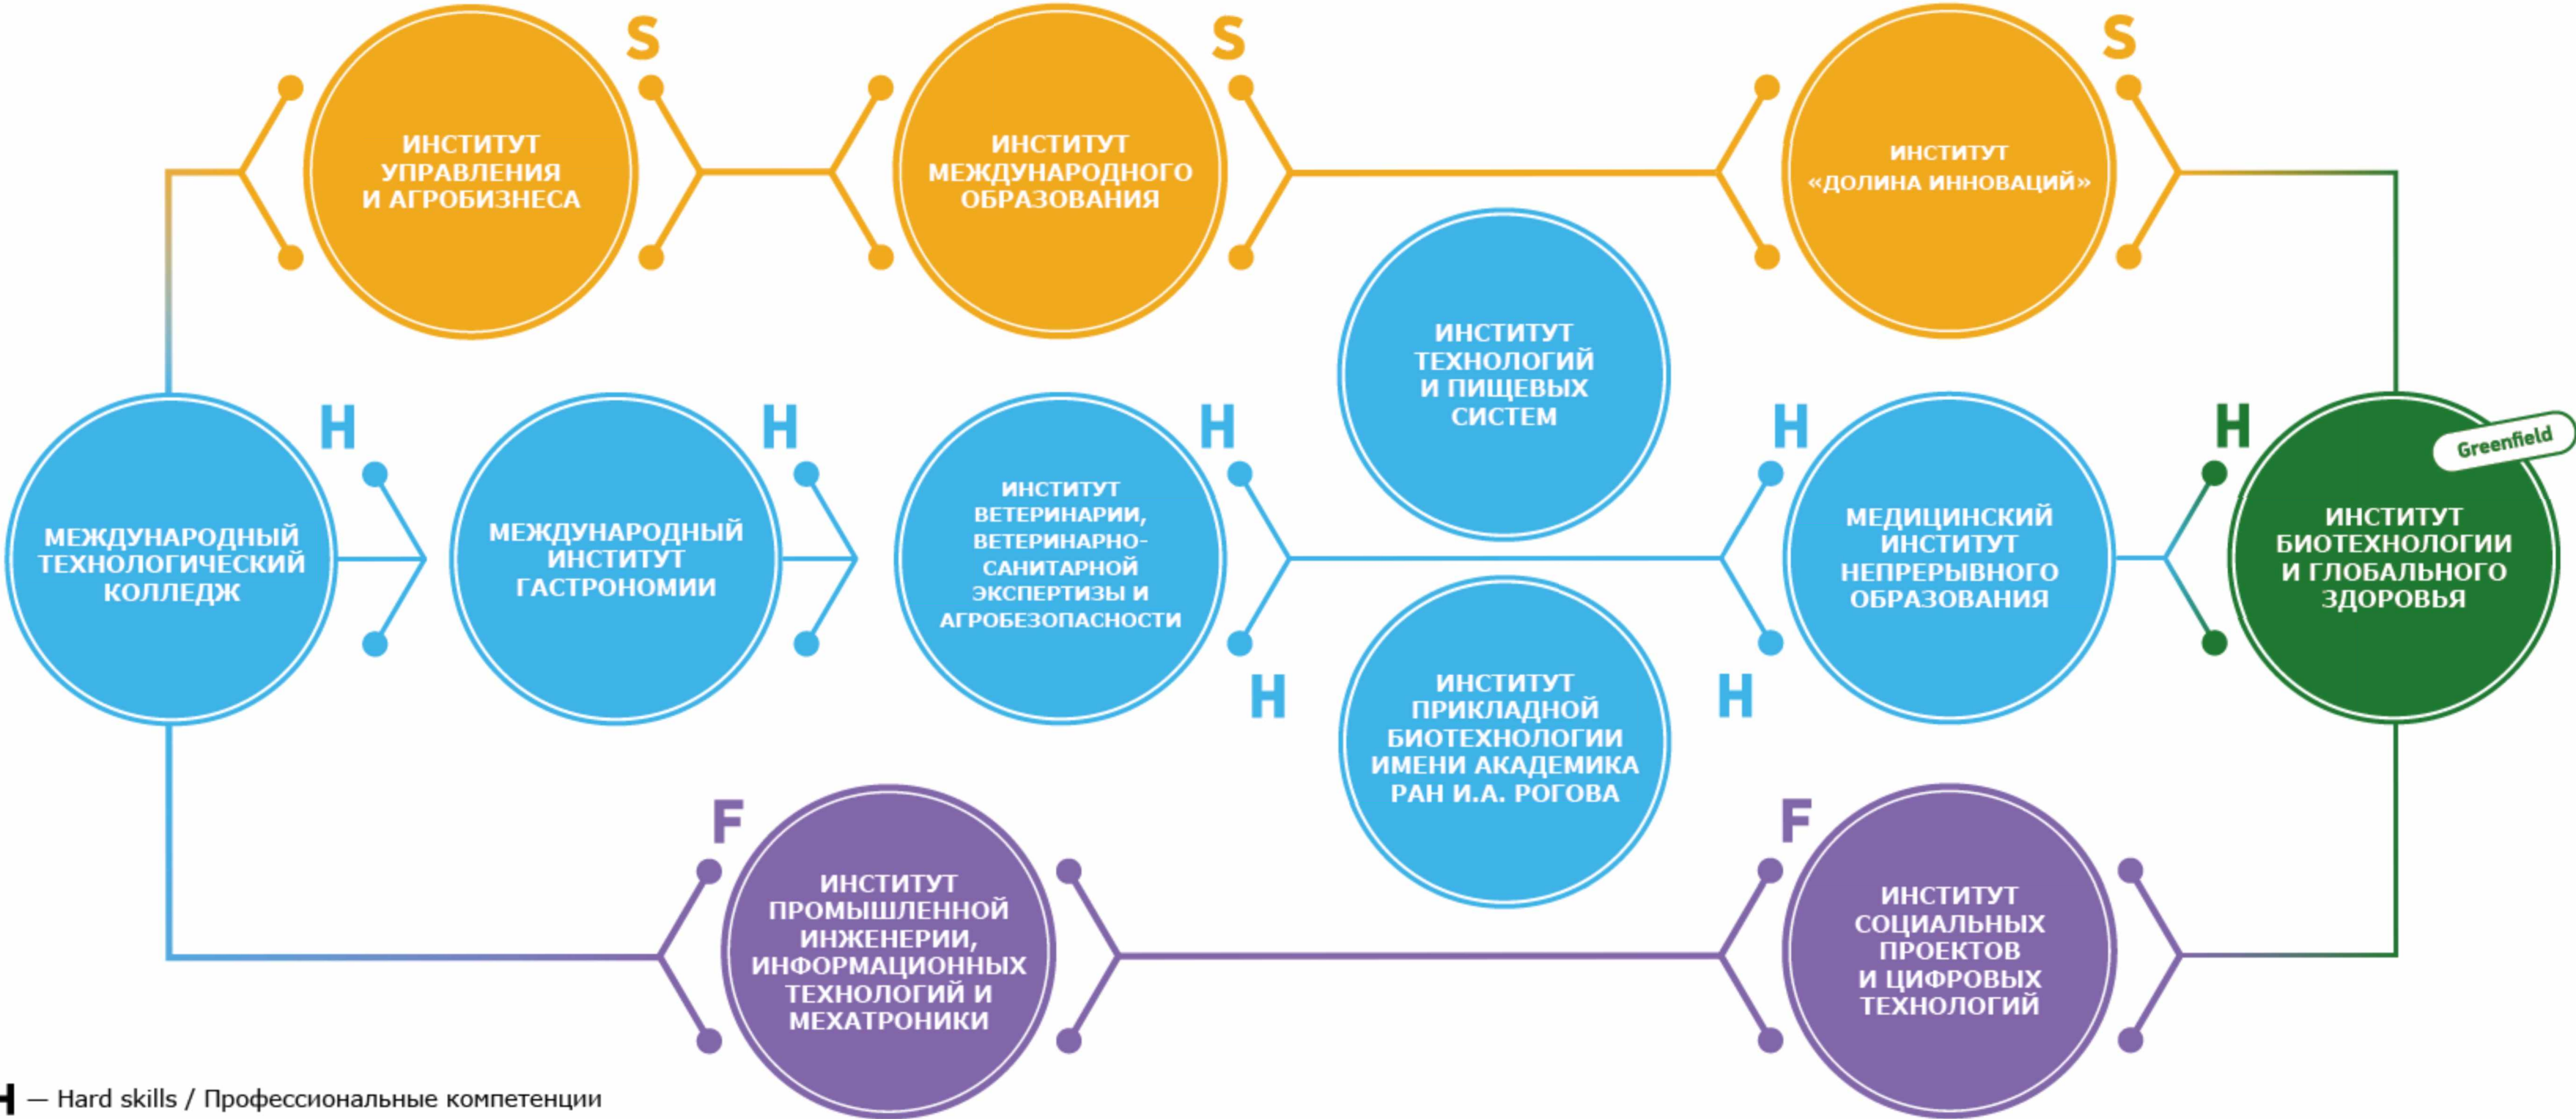 S
S
S
ИНСТИТУТ
УПРАВЛЕНИЯ
И АГРОБИЗНЕСА
ИНСТИТУТ
МЕЖДУНАРОДНОГО
ОБРАЗОВАНИЯ
ИНСТИТУТ
«ДОЛИНА ИННОВАЦИЙ»
ИНСТИТУТ
ТЕХНОЛОГИЙ
И ПИЩЕВЫХ
СИСТЕМ
H
H
H
H
H
Greenfield
МЕЖДУНАРОДНЫЙ
ТЕХНОЛОГИЧЕСКИЙ
КОЛЛЕДЖ
МЕЖДУНАРОДНЫЙ
ИНСТИТУТ
ГАСТРОНОМИИ
ИНСТИТУТ
ВЕТЕРИНАРИИ,
ВЕТЕРИНАРНО-
САНИТАРНОЙ
ЭКСПЕРТИЗЫ И
АГРОБЕЗОПАСНОСТИ
МЕДИЦИНСКИЙ
ИНСТИТУТ
НЕПРЕРЫВНОГО
ОБРАЗОВАНИЯ
ИНСТИТУТ
БИОТЕХНОЛОГИИ
И ГЛОБАЛЬНОГО
ЗДОРОВЬЯ
H
H
ИНСТИТУТ
ПРИКЛАДНОЙ
БИОТЕХНОЛОГИИ
ИМЕНИ АКАДЕМИКА
РАН И.А. РОГОВА
F
F
ИНСТИТУТ
ПРОМЫШЛЕННОЙ
ИНЖЕНЕРИИ,
ИНФОРМАЦИОННЫХ
ТЕХНОЛОГИЙ И
МЕХАТРОНИКИ
ИНСТИТУТ
СОЦИАЛЬНЫХ
ПРОЕКТОВ
И ЦИФРОВЫХ
ТЕХНОЛОГИЙ
H — Hard skills / Профессиональные компетенции